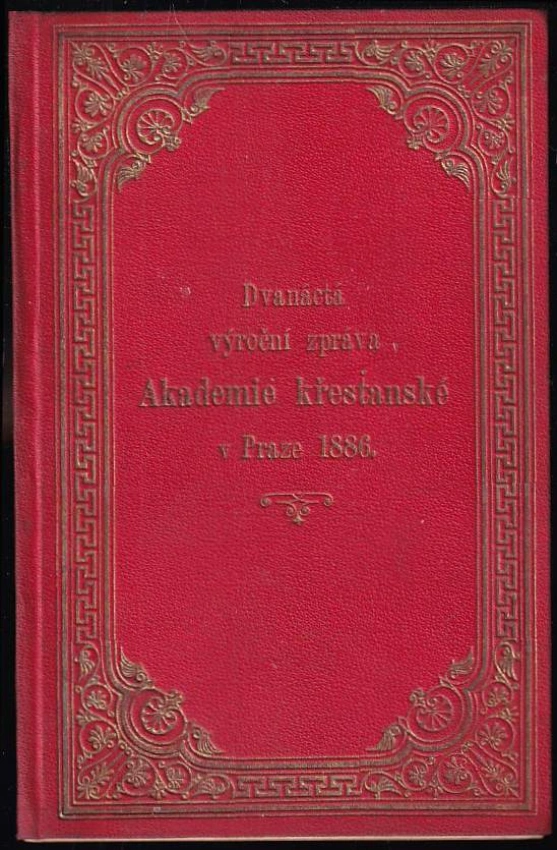 Dvanáctá
výroční zpráva
Akademie křesťanské
v Praze 1886.